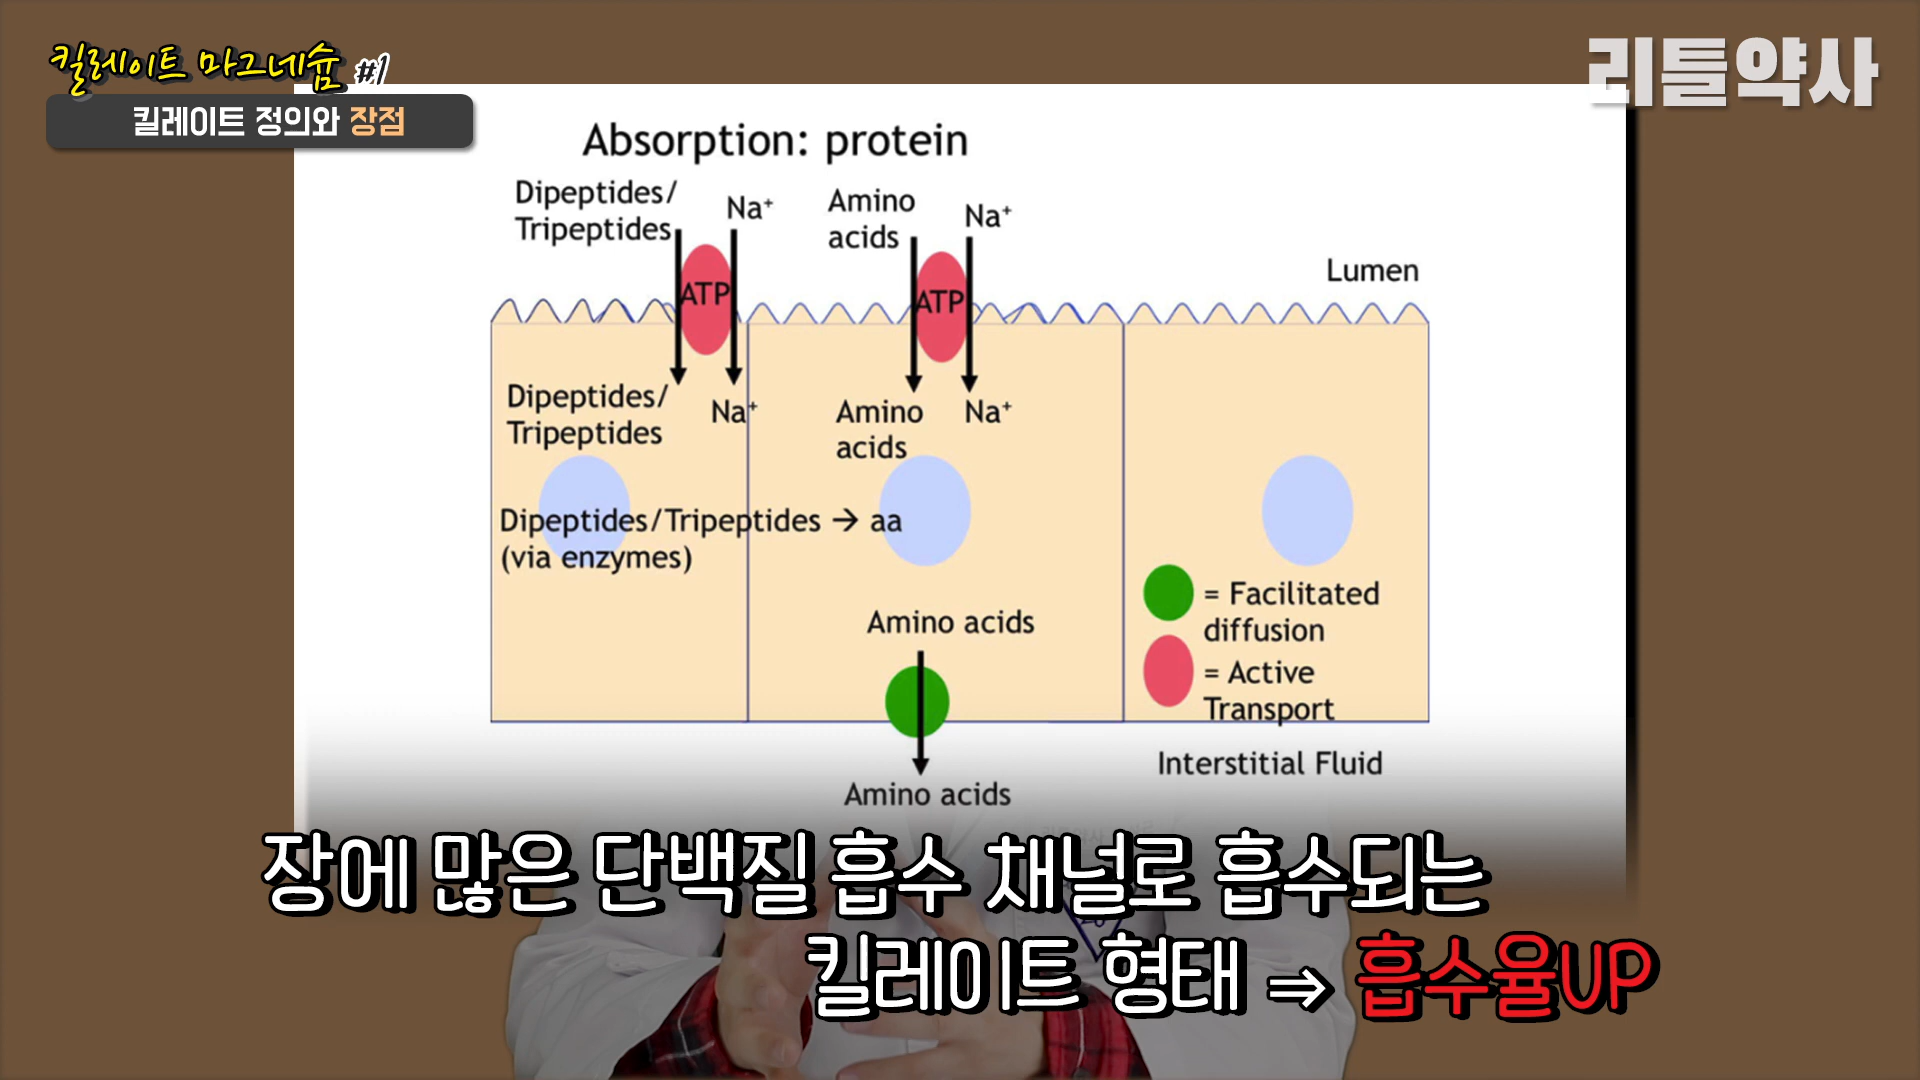 킬레이트 마그네슘 #1
킬레이트 정의와 장점
리틀약사
Absorption: protein
Dipeptides/
Tripeptides
Na⁺
Amino
acids
Na⁺
Lumen
ATP
ATP
Dipeptides/
Tripeptides
Na⁺
Amino
acids
Na⁺
Dipeptides/Tripeptides → aa
(via enzymes)
Amino acids
= Facilitated
diffusion
= Active
Transport
Interstitial Fluid
Amino acids
장에 많은 단백질 흡수 채널로 흡수되는
킬레이트 형태 ⇒ 흡수율UP